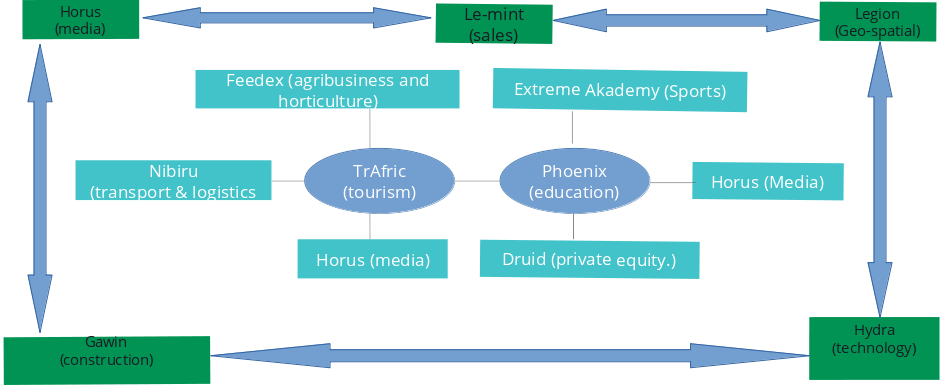 Horus
(media)
Le-mint
(sales)
Legion
(Geo-spatial)
Feedex (agribusiness and
horticulture)
Extreme Akademy (Sports)
Nibiru
(transport & logistics
TrAfric
(tourism)
Phoenix
(education)
Horus (Media)
Horus (media)
Druid (private equity.)
Gawin
(construction)
Hydra
(technology)